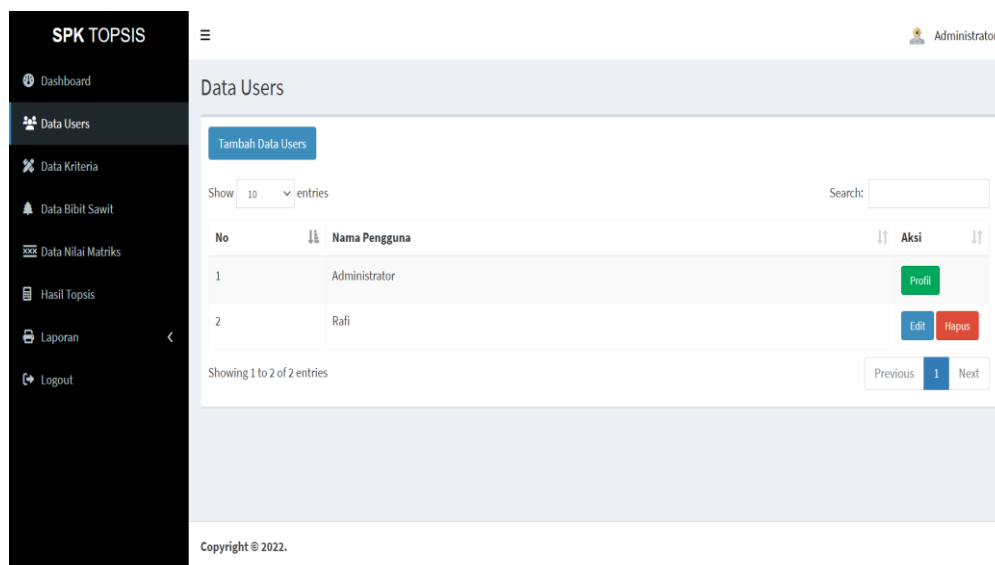 SPK TOPSIS
Administrator
Dashboard
Data Users
Data Kriteria
Data Bibit Sawit
Data Nilai Matriks
Hasil Topsis
Laporan
Logout
Data Users
Tambah Data Users
Show 10 entries
Search:
No Nama Pengguna Aksi
1 Administrator Profil
2 Rafi Edit Hapus
Showing 1 to 2 of 2 entries
Previous 1 Next
Copyright © 2022.